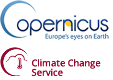 opernicus
Europe's eyes on Earth
Climate Change
Service